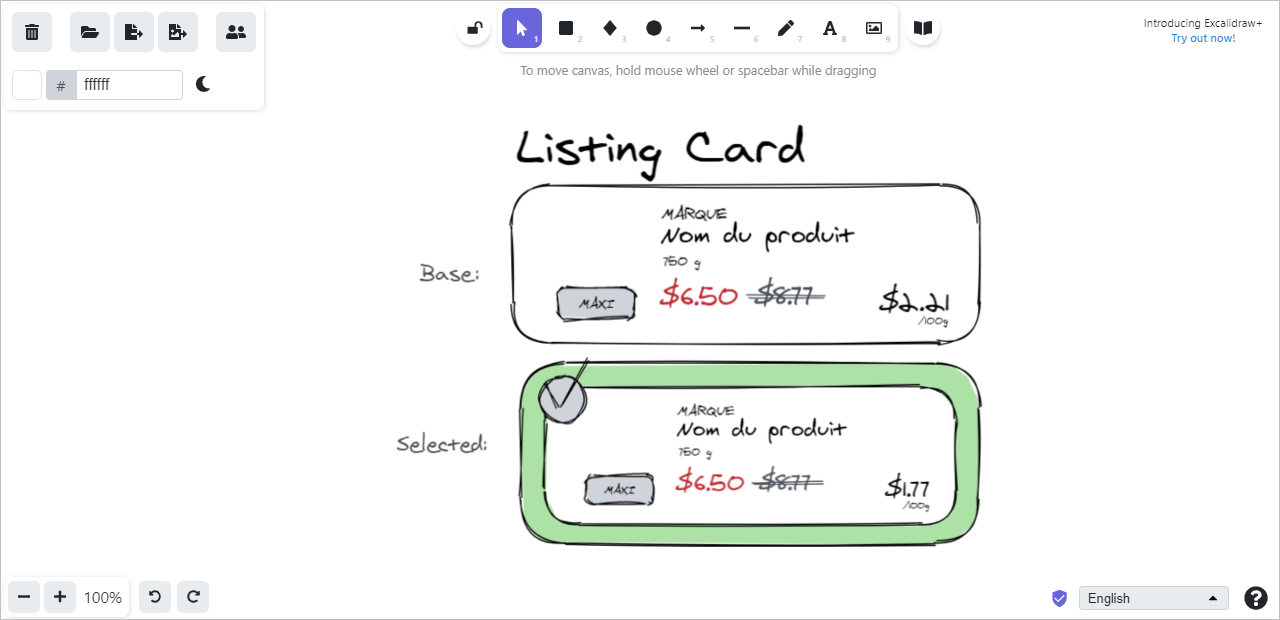 1
2
3
4
5
6
7
8
9
Introducing Excalidraw+
Try out now!
# ffffff
To move canvas, hold mouse wheel or spacebar while dragging
Listing Card
Base:
MARQUE
Nom du produit
750 g
MAXI
$6.50 $8.77
$2.21
/100g
Selected:
MARQUE
Nom du produit
750 g
MAXI
$6.50 $8.77
$1.77
/100g
100%
English
?